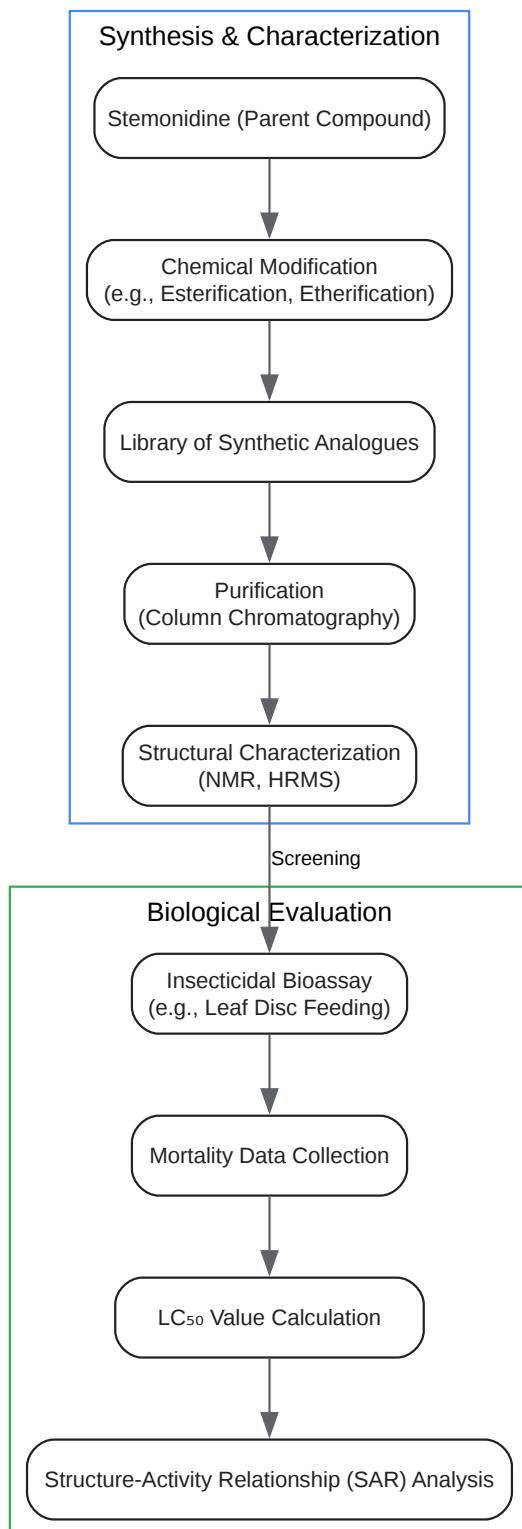 Synthesis & Characterization
Stemonidine (Parent Compound)
Chemical Modification
(e.g., Esterification, Etherification)
Library of Synthetic Analogues
Purification
(Column Chromatography)
Structural Characterization
(NMR, HRMS)
Screening
Biological Evaluation
Insecticidal Bioassay
(e.g., Leaf Disc Feeding)
Mortality Data Collection
LC₅₀ Value Calculation
Structure-Activity Relationship (SAR) Analysis